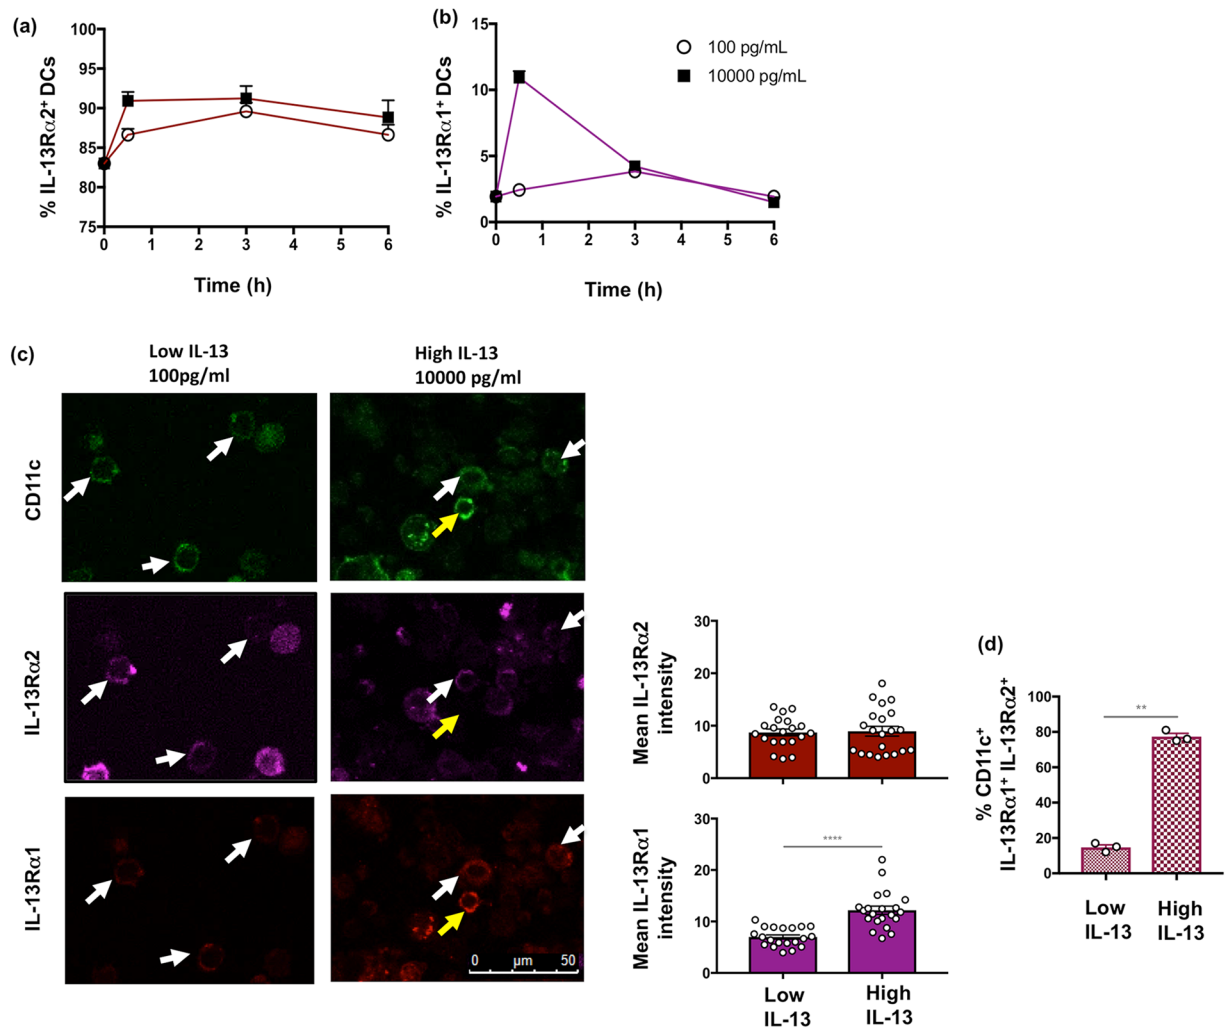 (a)
100
95
90
85
80
75
% IL-13Rα2⁺ DCs
0 1 2 3 4 5 6
Time (h)
(b)
15
10
5
0
% IL-13Rα1⁺ DCs
0 1 2 3 4 5 6
Time (h)
100 pg/mL
10000 pg/mL
(c)
Low IL-13
100pg/ml
High IL-13
10000 pg/ml
CD11c
IL-13Rα2
IL-13Rα1
0 µm 50
Mean IL-13Rα2
intensity
30
20
10
0
Mean IL-13Rα1
intensity
30
20
10
0
****
Low
IL-13
High
IL-13
(d)
% CD11c⁺
IL-13Rα1⁺ IL-13Rα2⁺
100
80
60
40
20
0
**
Low
IL-13
High
IL-13